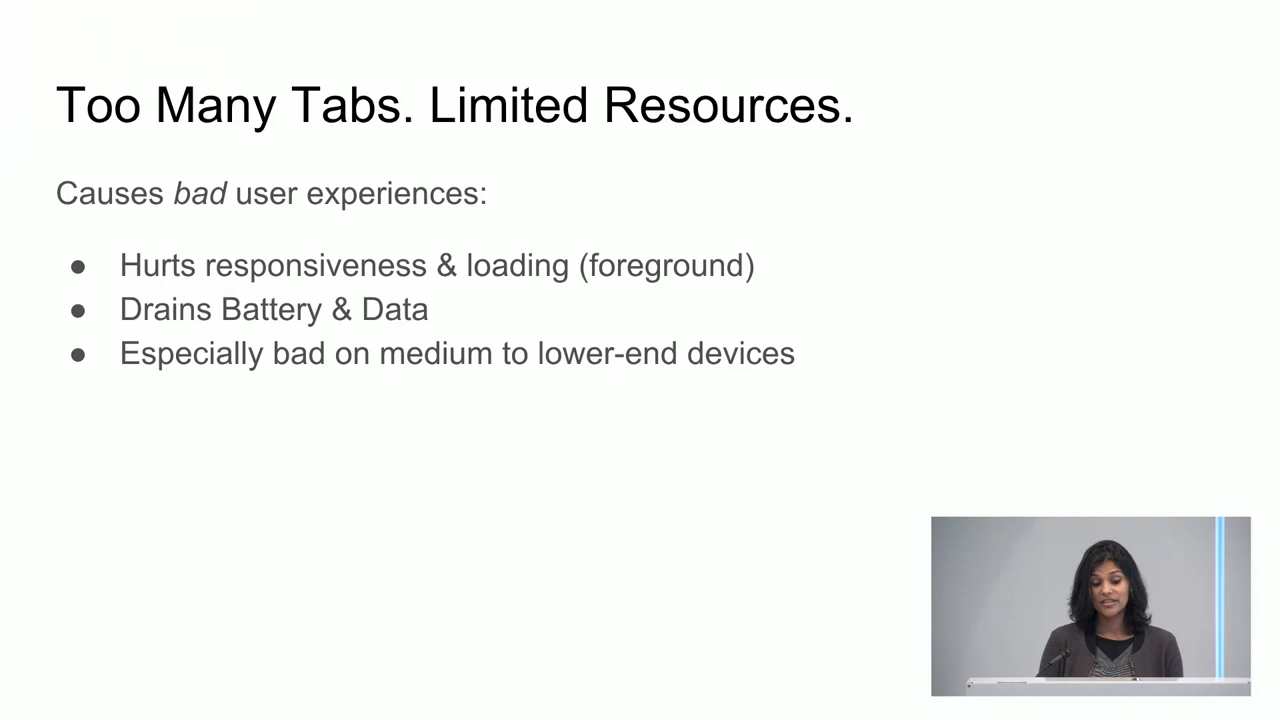 Too Many Tabs. Limited Resources.
Causes bad user experiences:
● Hurts responsiveness & loading (foreground)
● Drains Battery & Data
● Especially bad on medium to lower-end devices